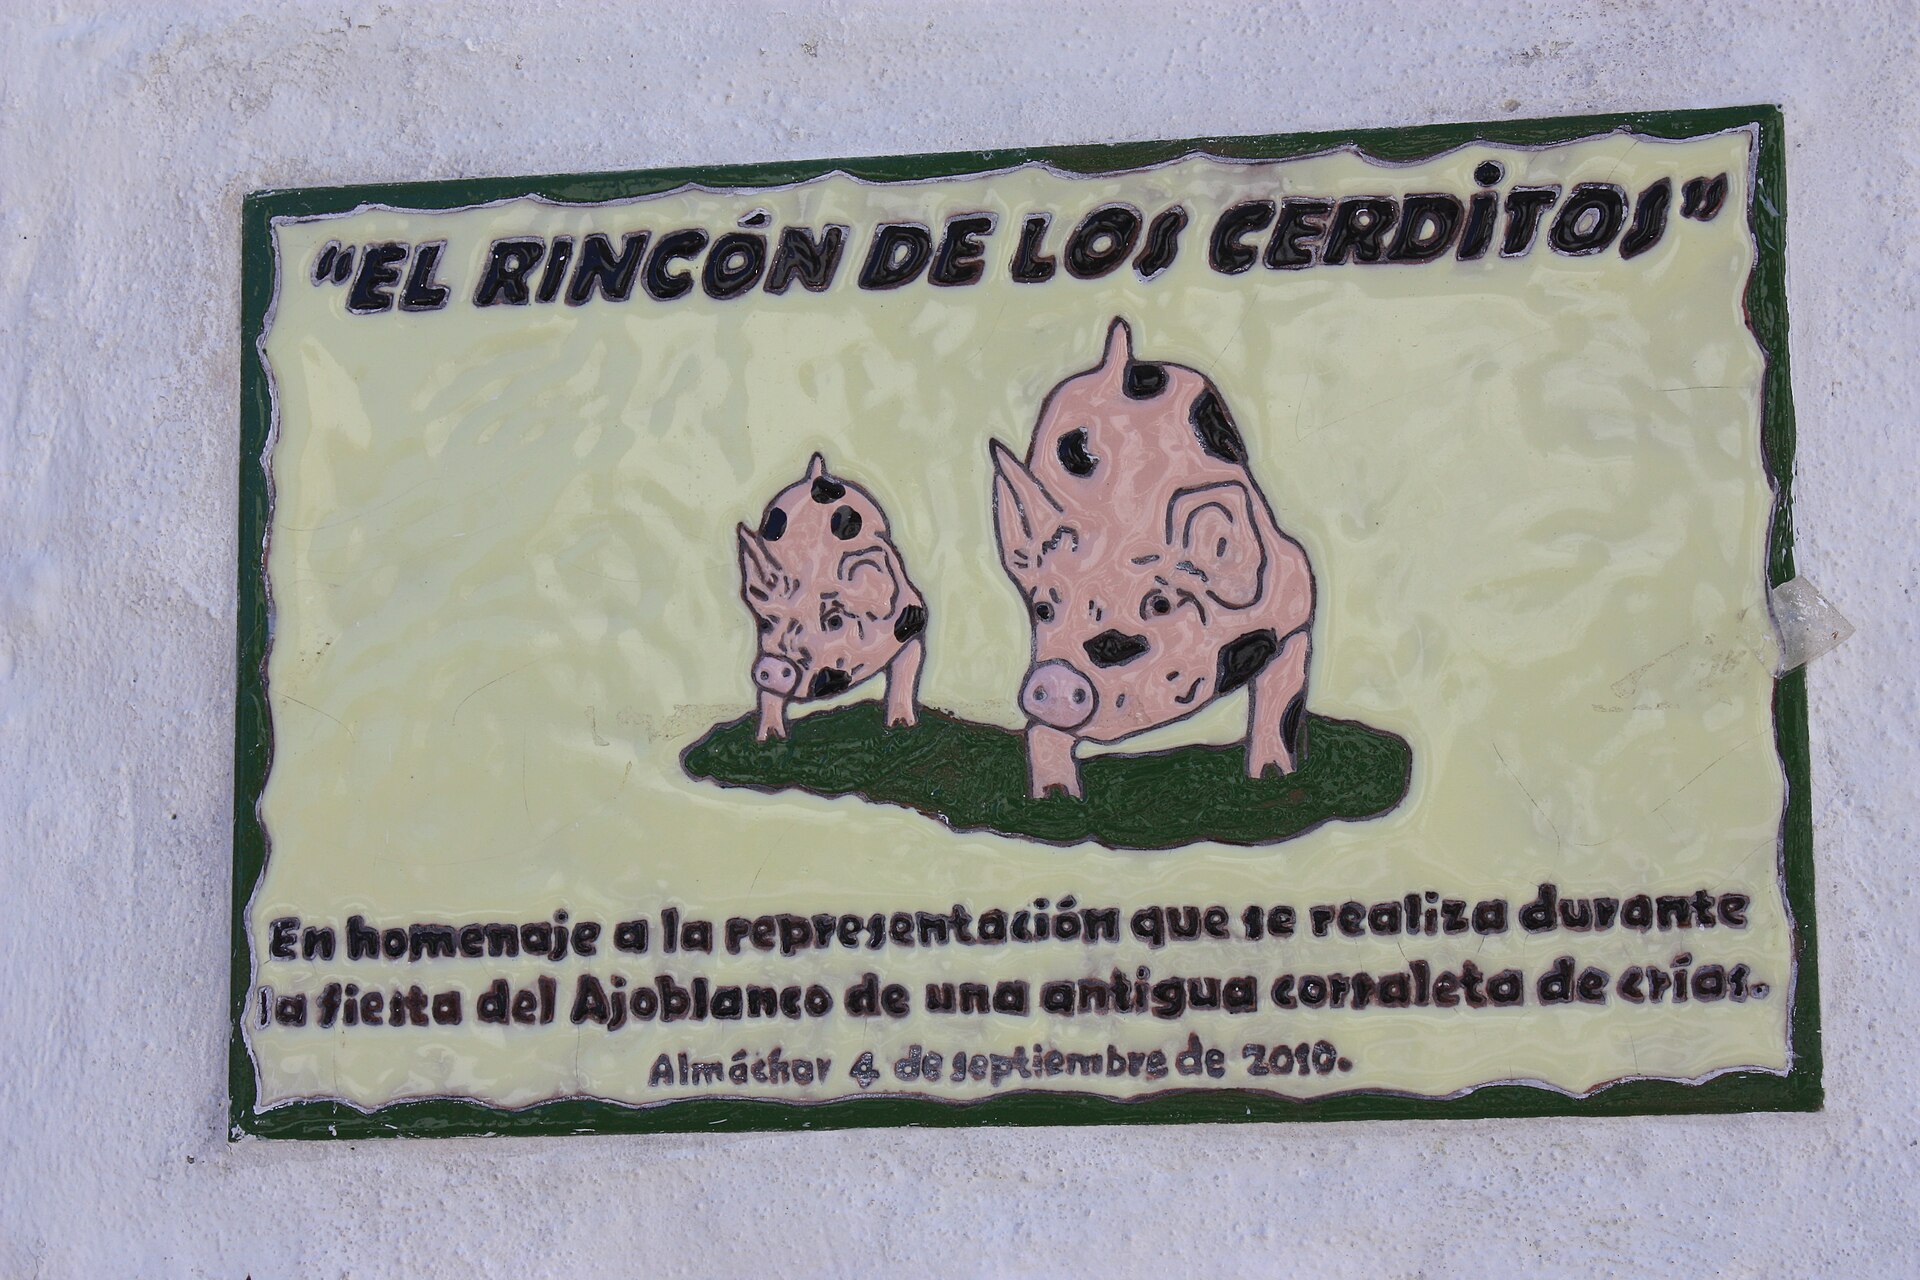 "EL RINCÓN DE LOS CERDiTOS"
En homenaje a la representación que se realiza durante
la fiesta del Ajoblanco de una antigua corraleta de crías.
Almáchar 4 de septiembre de 2010.